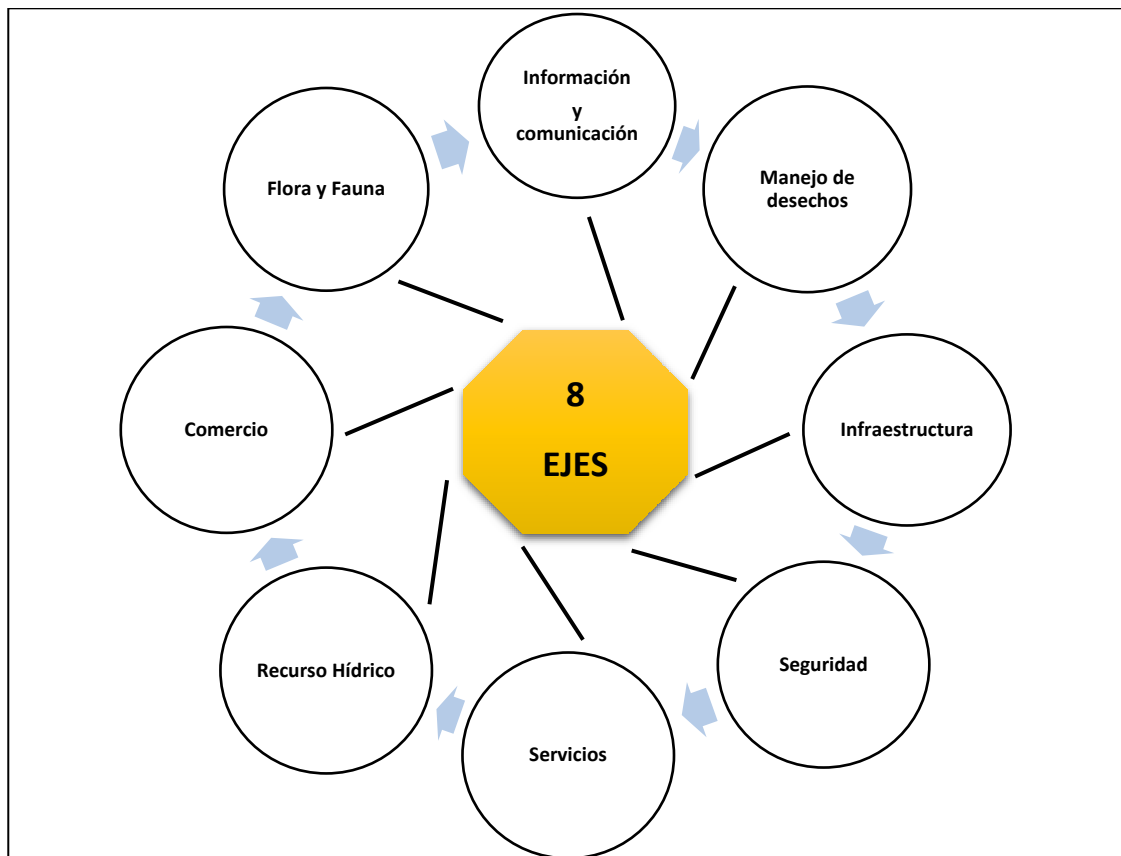 Información
y
comunicación
Manejo de
desechos
Infraestructura
Seguridad
Servicios
Recurso Hídrico
Comercio
Flora y Fauna
8
EJES